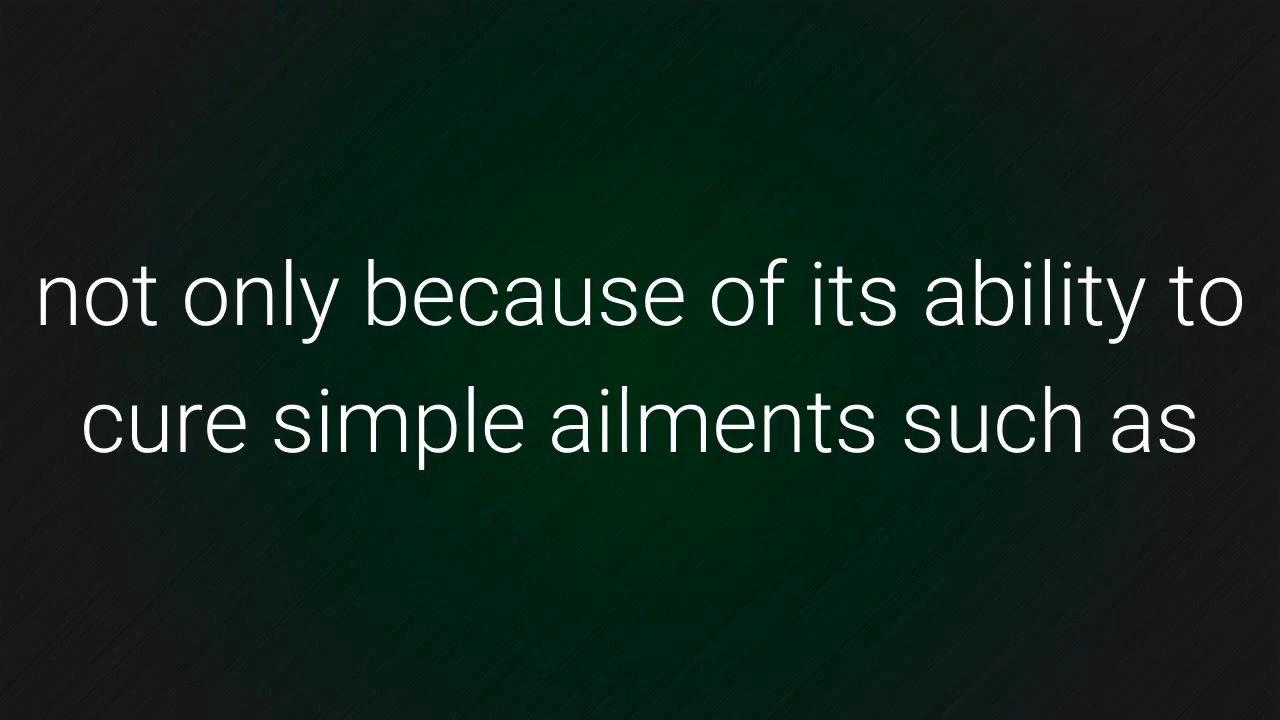 not only because of its ability to
cure simple ailments such as